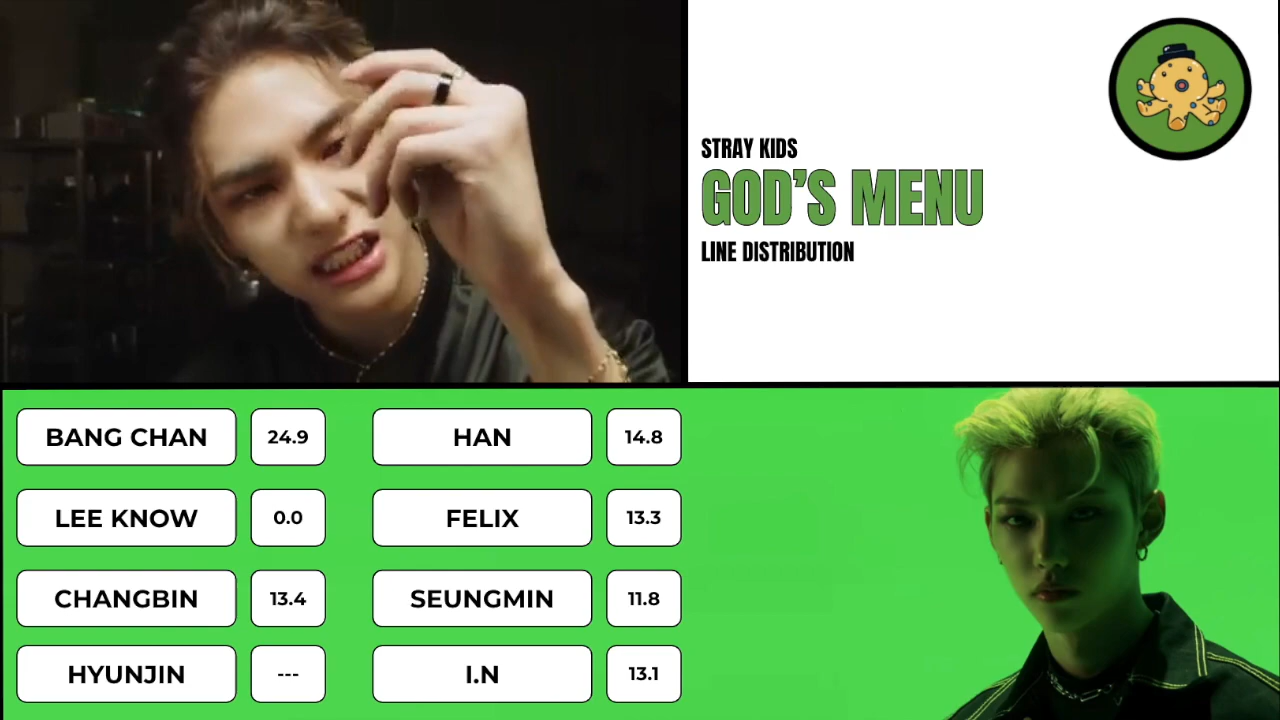 STRAY KIDS
GOD'S MENU
LINE DISTRIBUTION
BANG CHAN 24.9 HAN 14.8
LEE KNOW 0.0 FELIX 13.3
CHANGBIN 13.4 SEUNGMIN 11.8
HYUNJIN --- I.N 13.1